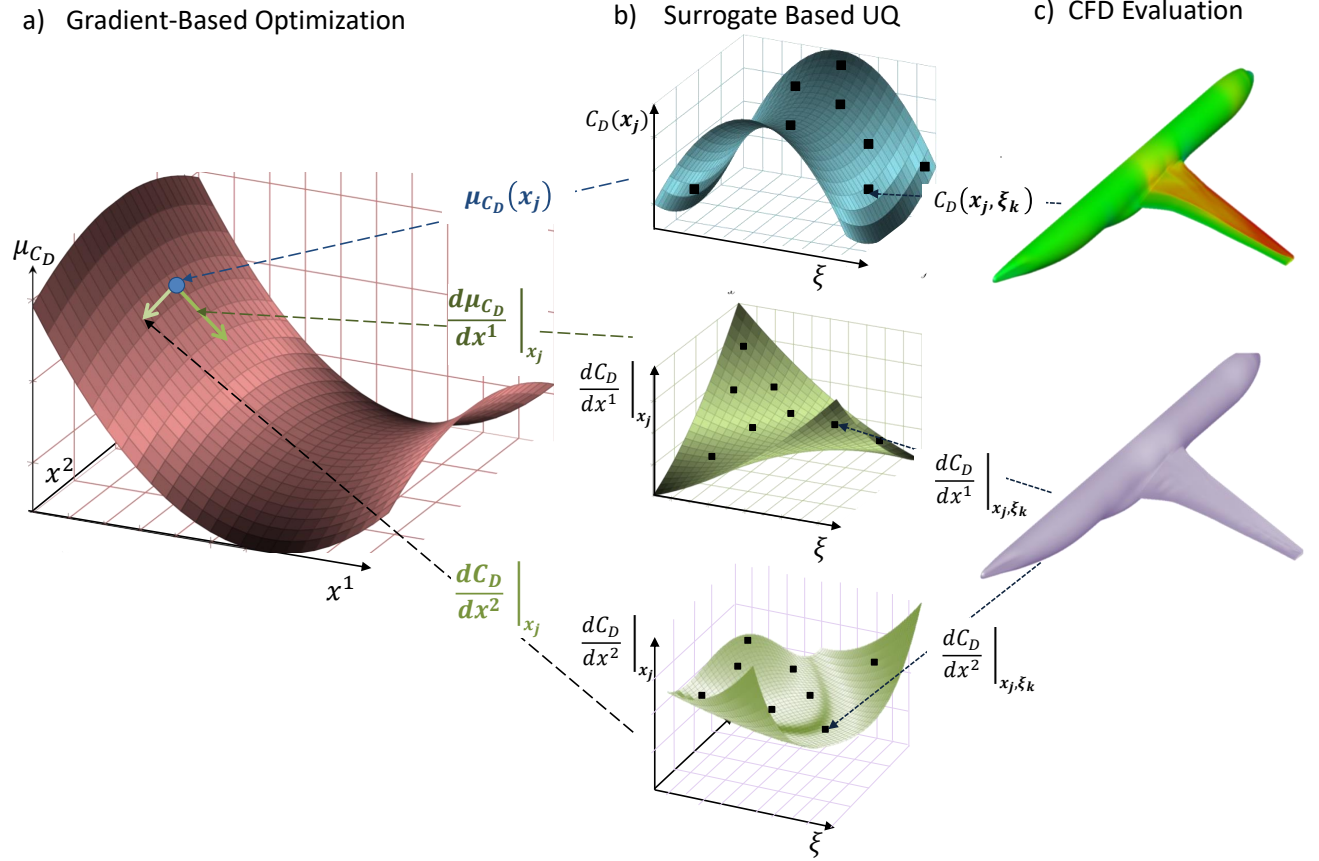 a) Gradient-Based Optimization
b) Surrogate Based UQ
c) CFD Evaluation
C_D(x_j)
μ_{C_D}(x_j)
C_D(x_j, ξ_k)
ξ
μ_{C_D}
dμ_{C_D}/dx^1 |_{x_j}
dC_D/dx^1 |_{x_j}
x^2
dC_D/dx^1 |_{x_j,ξ_k}
ξ
x^1
dC_D/dx^2 |_{x_j}
dC_D/dx^2 |_{x_j}
dC_D/dx^2 |_{x_j,ξ_k}
ξ